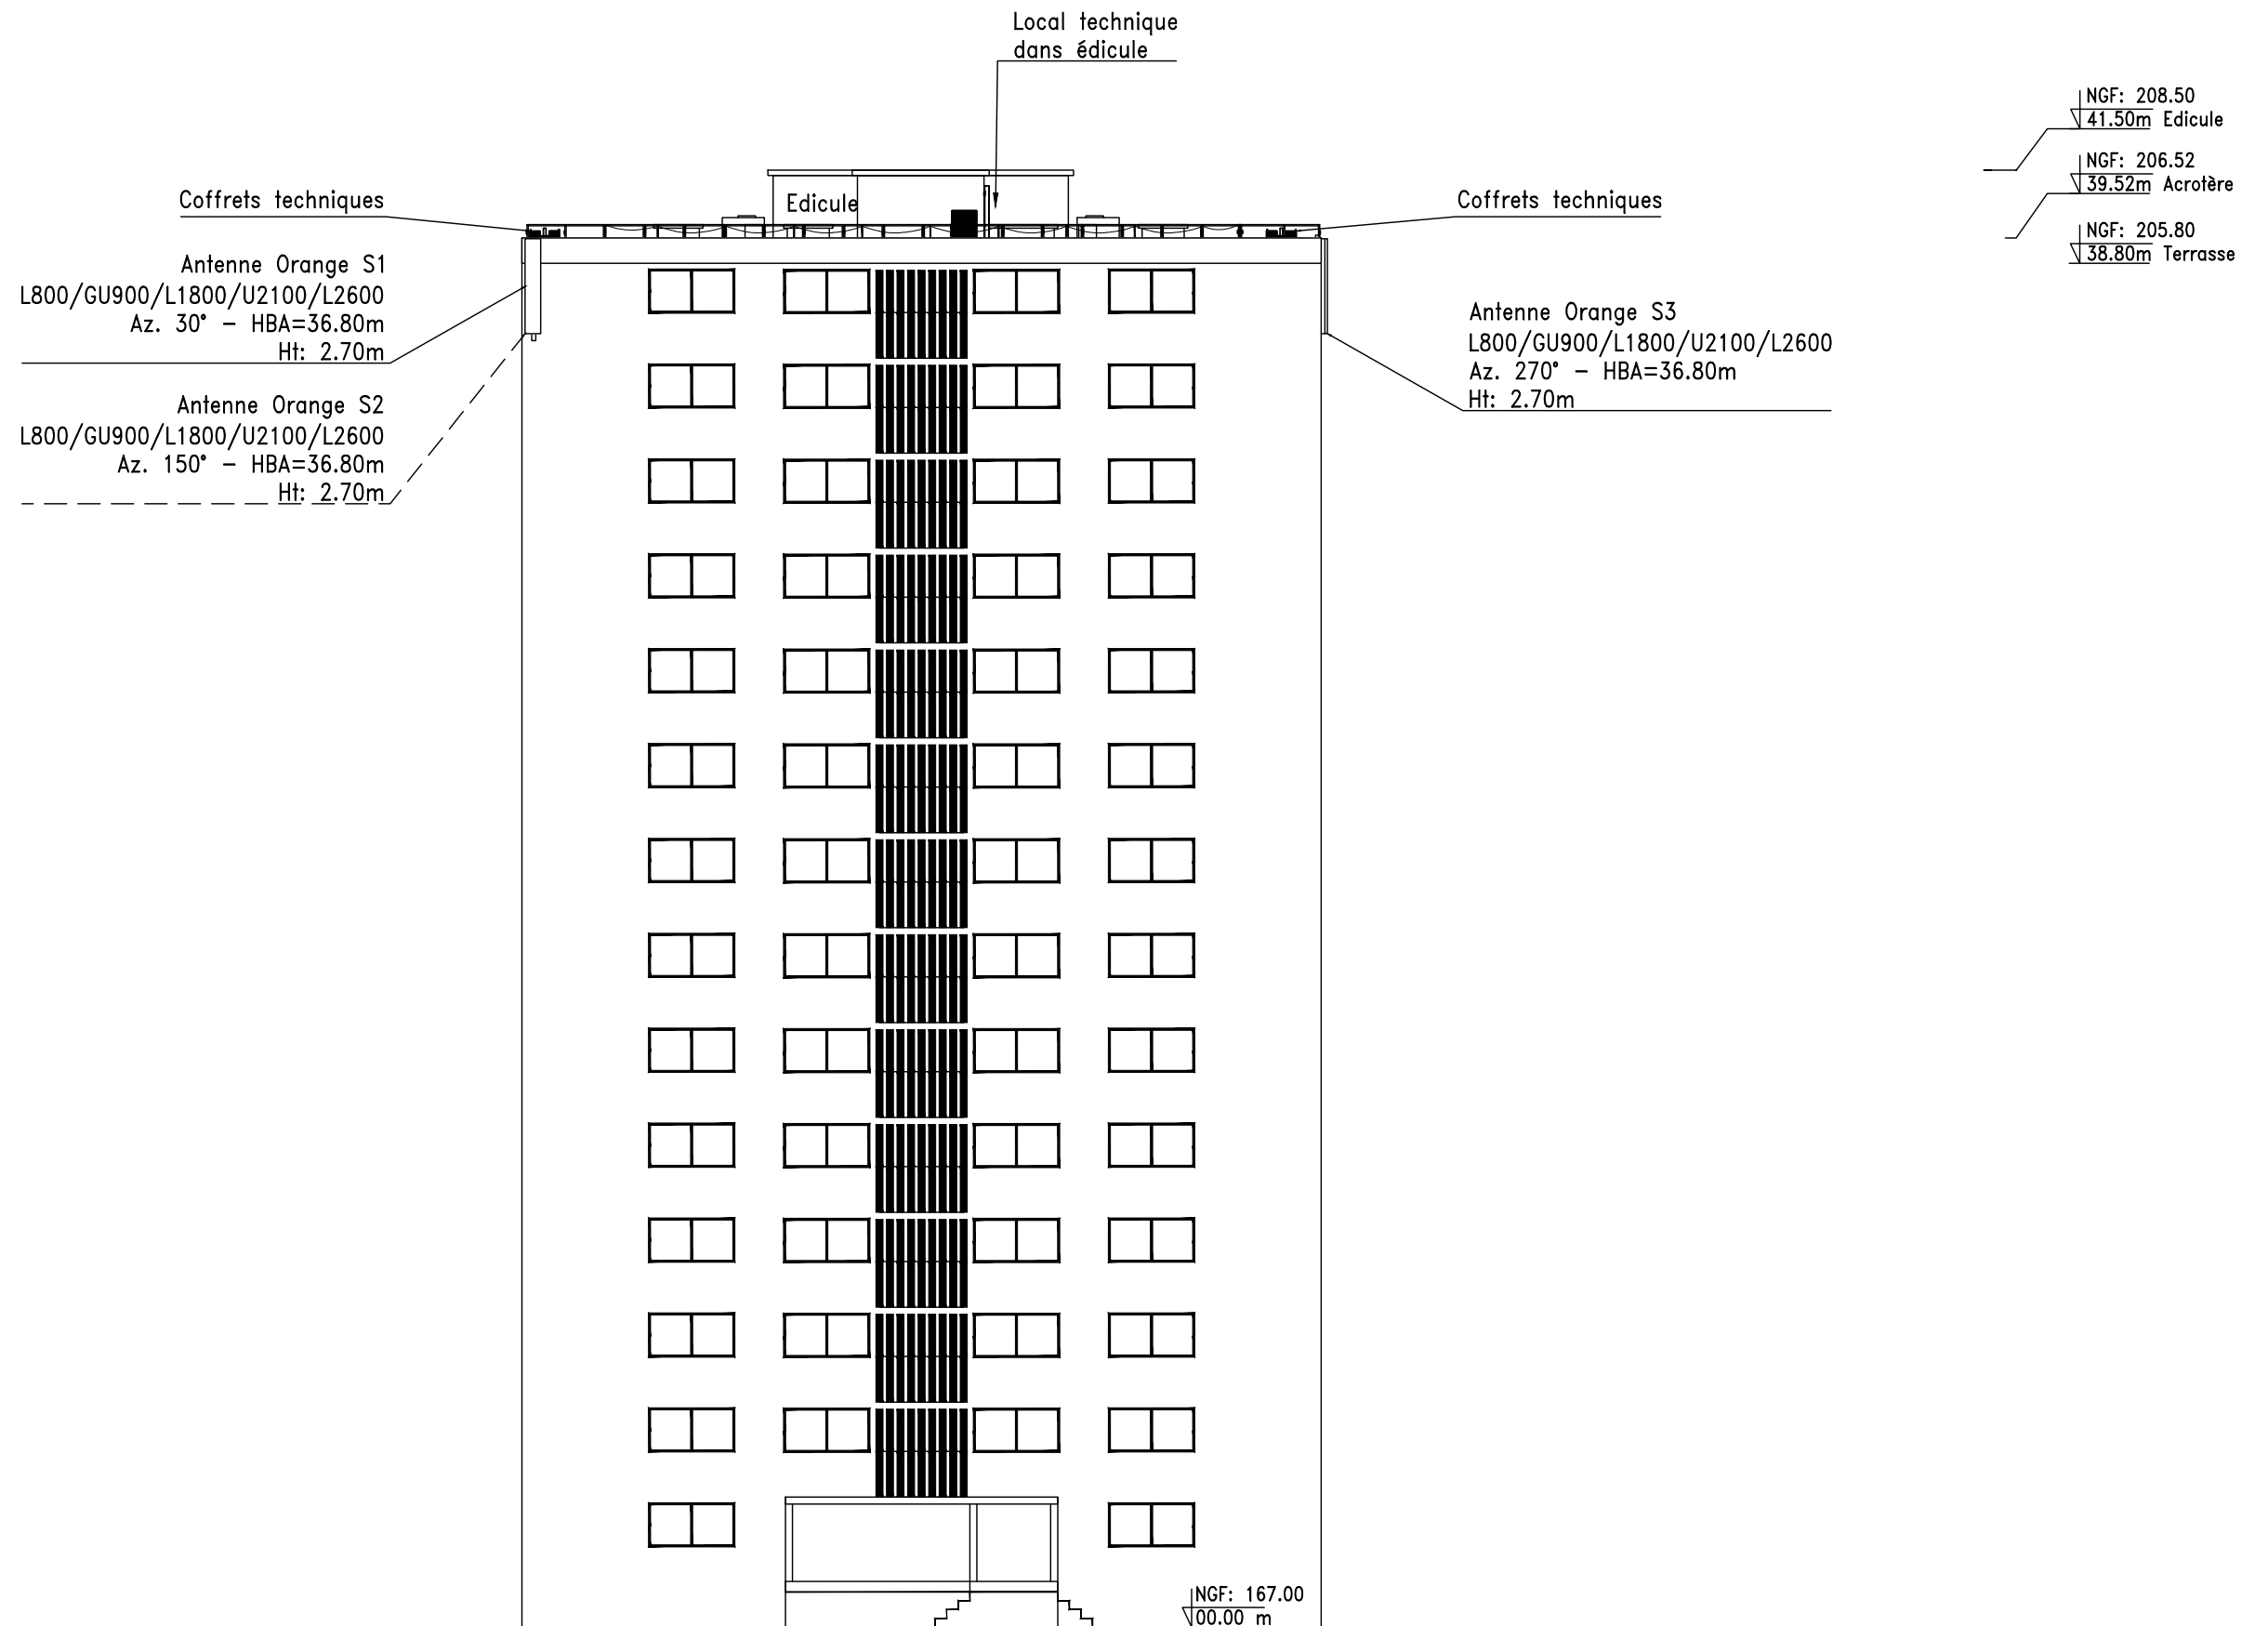 Local technique
dans édicule
NGF: 208.50
41.50m Edicule
NGF: 206.52
39.52m Acrotère
NGF: 205.80
38.80m Terrasse
Coffrets techniques
Edicule
Coffrets techniques
Antenne Orange S1
L800/GU900/L1800/U2100/L2600
Az. 30° - HBA=36.80m
Ht: 2.70m
Antenne Orange S3
L800/GU900/L1800/U2100/L2600
Az. 270° - HBA=36.80m
Ht: 2.70m
Antenne Orange S2
L800/GU900/L1800/U2100/L2600
Az. 150° - HBA=36.80m
Ht: 2.70m
NGF: 167.00
00.00 m